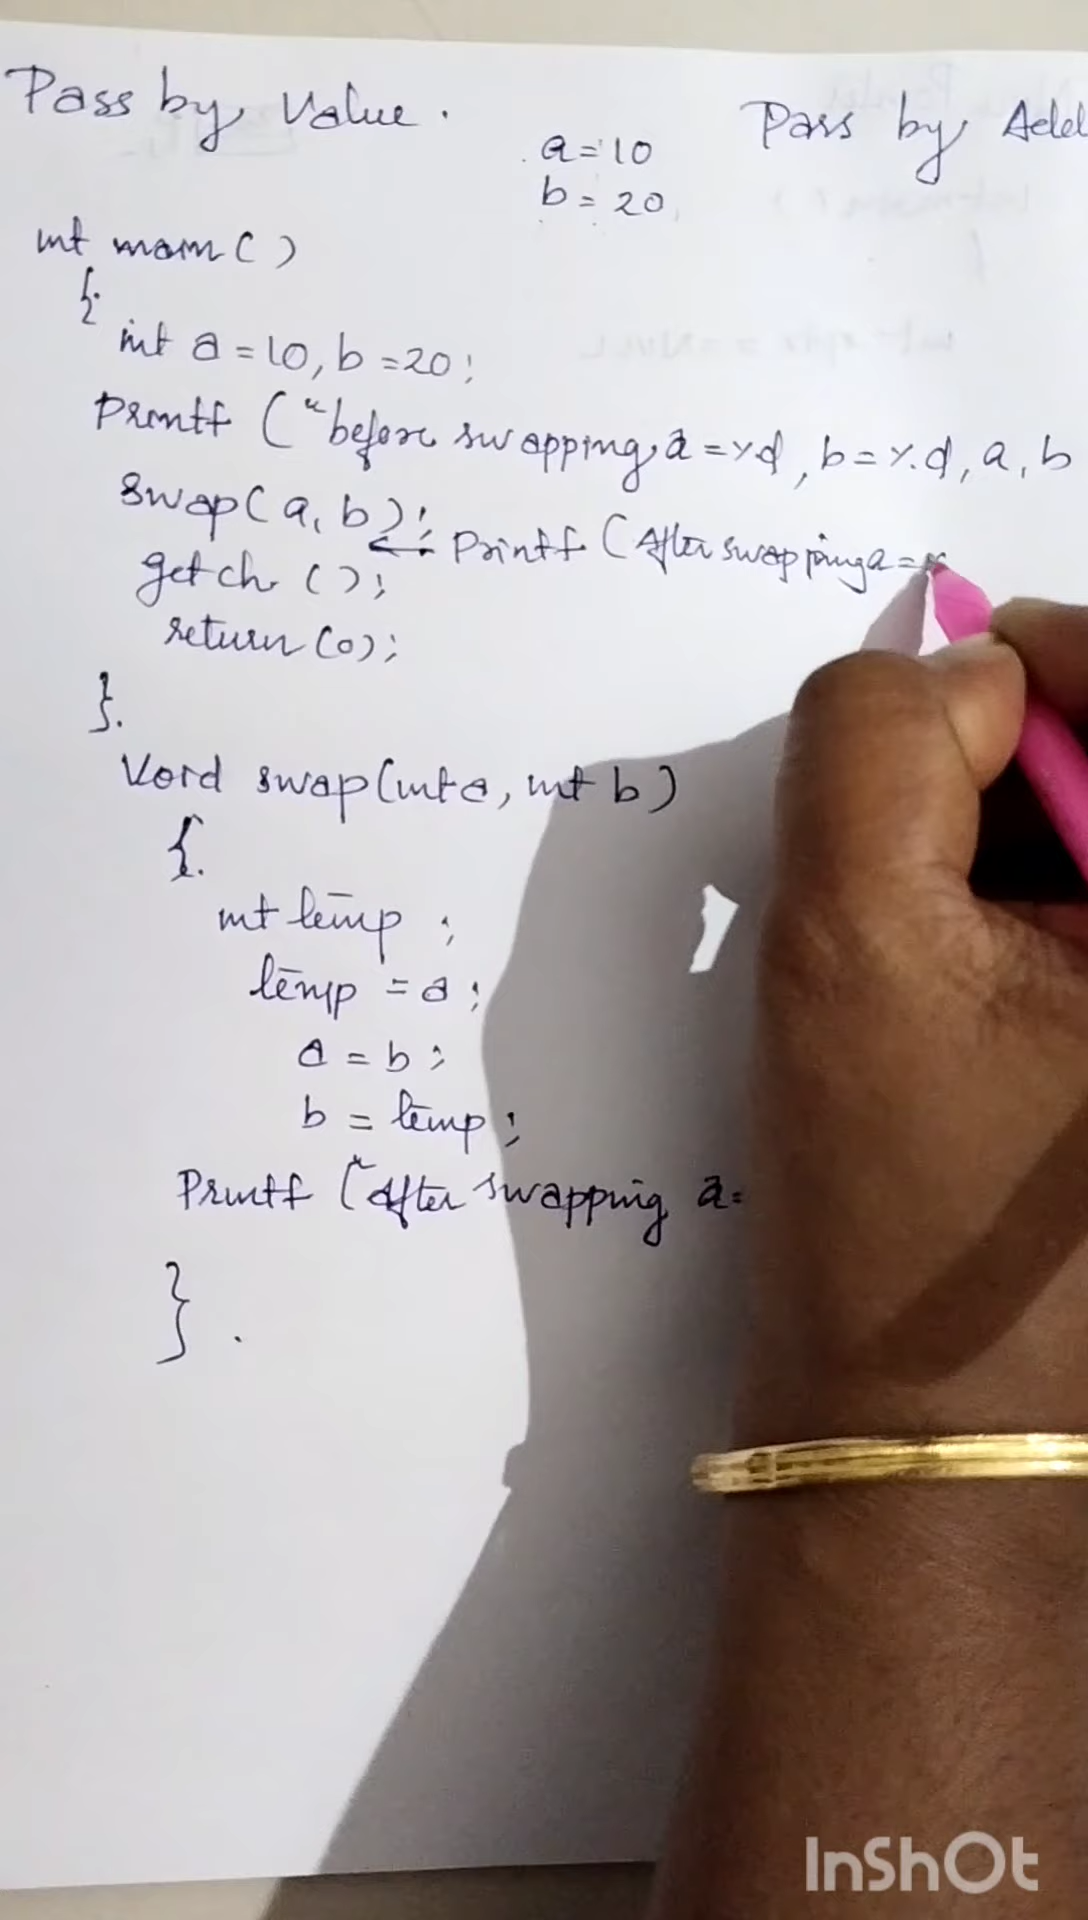 Pass by Value.
Pass by Add
a=10
b=20
int main()
{
int a=10, b=20;
Printf ("before swapping a=%d, b=%d, a, b
swap(a, b);
Printf (After swapping a=
getch ();
return (0);
}.
Void swap(int a, int b)
{.
int temp;
temp = a;
a = b;
b = temp;
Printf ("After swapping a=
}.
InShOt